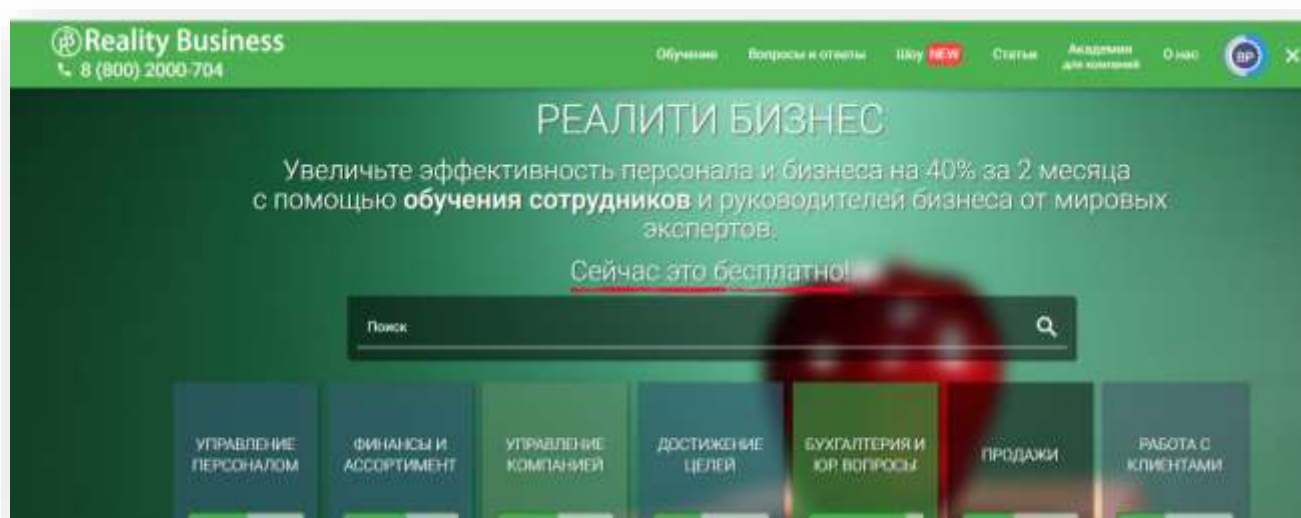 Reality Business
8 (800) 2000-704
Обучение Вопросы и ответы Шоу NEW Статьи Академия для компаний О нас BP
РЕАЛИТИ БИЗНЕС
Увеличьте эффективность персонала и бизнеса на 40% за 2 месяца
с помощью обучения сотрудников и руководителей бизнеса от мировых
экспертов.
Сейчас это бесплатно!
Поиск
УПРАВЛЕНИЕ
ПЕРСОНАЛОМ
ФИНАНСЫ И
АССОРТИМЕНТ
УПРАВЛЕНИЕ
КОМПАНИЕЙ
ДОСТИЖЕНИЕ
ЦЕЛЕЙ
БУХГАЛТЕРИЯ И
ЮР. ВОПРОСЫ
ПРОДАЖИ
РАБОТА С
КЛИЕНТАМИ